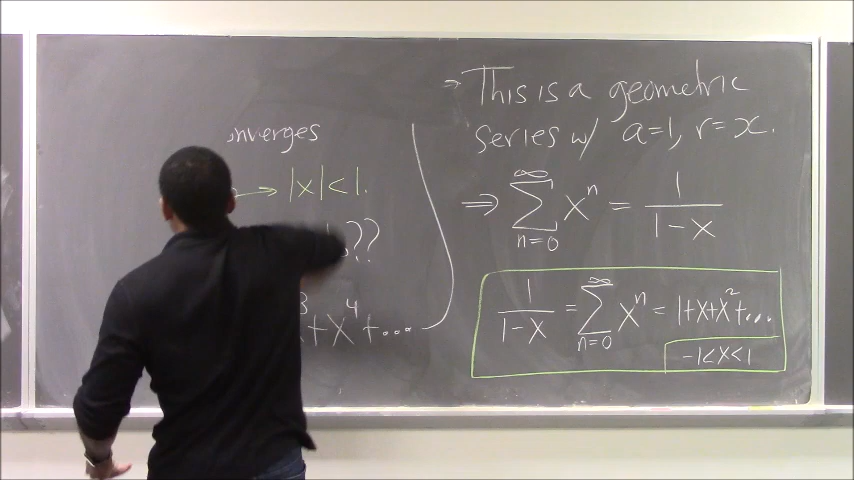 |x|<1.
??
+x⁴+...
⇒ This is a geometric
series w/ a=1, r=x.
⇒ ∞∑n=0 xⁿ = 1/(1-x)
1/(1-x) = ∞∑n=0 xⁿ = 1+x+x²+...
-1<x<1